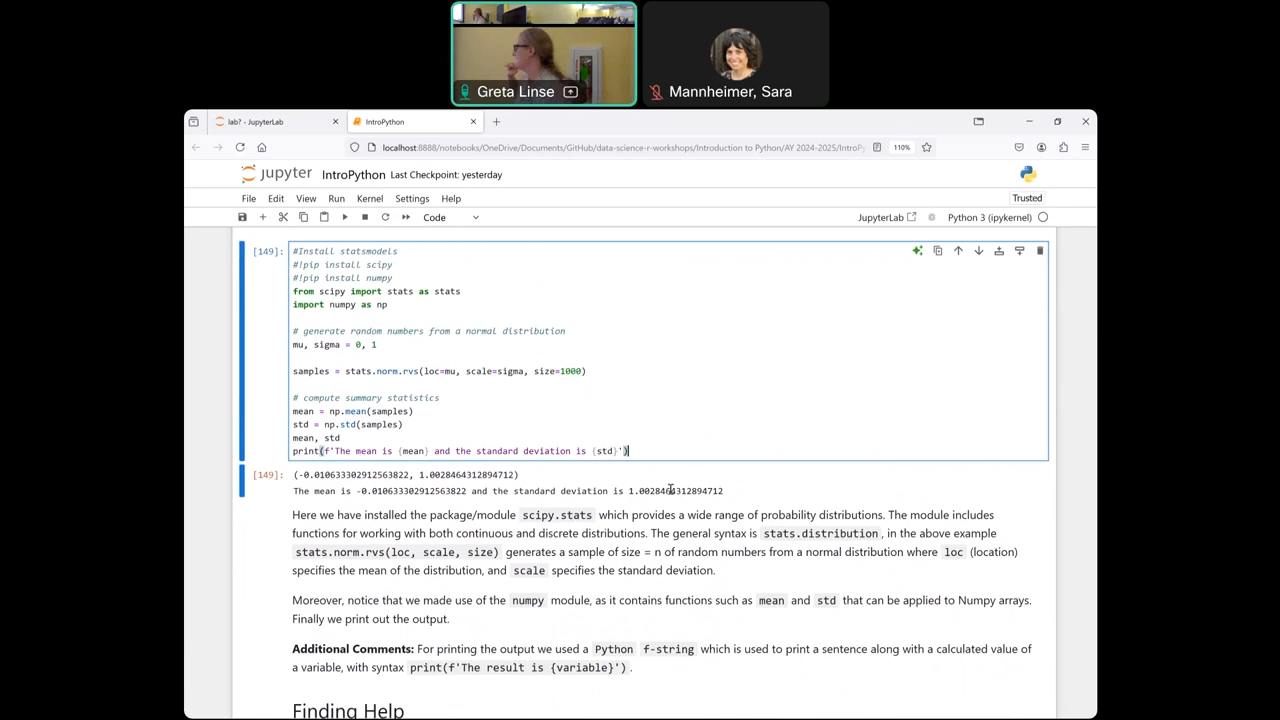 Greta Linse
Mannheimer, Sara
lab? - JupyterLab
IntroPython
localhost:8888/notebooks/OneDrive/Documents/GitHub/data-science-r-workshops/Introduction to Python/AY 2024-2025/IntroPy
110%
jupyter IntroPython Last Checkpoint: yesterday
File Edit View Run Kernel Settings Help
Trusted
Code
JupyterLab
Python 3 (ipykernel)
[149]:
#Install statsmodels
#!pip install scipy
#!pip install numpy
from scipy import stats as stats
import numpy as np
# generate random numbers from a normal distribution
mu, sigma = 0, 1
samples = stats.norm.rvs(loc=mu, scale=sigma, size=1000)
# compute summary statistics
mean = np.mean(samples)
std = np.std(samples)
mean, std
print(f'The mean is {mean} and the standard deviation is {std}')
[149]: (-0.010633302912563822, 1.0028464312894712)
The mean is -0.010633302912563822 and the standard deviation is 1.0028464312894712
Here we have installed the package/module scipy.stats which provides a wide range of probability distributions. The module includes
functions for working with both continuous and discrete distributions. The general syntax is stats.distribution, in the above example
stats.norm.rvs(loc, scale, size) generates a sample of size = n of random numbers from a normal distribution where loc (location)
specifies the mean of the distribution, and scale specifies the standard deviation.
Moreover, notice that we made use of the numpy module, as it contains functions such as mean and std that can be applied to Numpy arrays.
Finally we print out the output.
Additional Comments: For printing the output we used a Python f-string which is used to print a sentence along with a calculated value of
a variable, with syntax print(f'The result is {variable}').
Finding Help